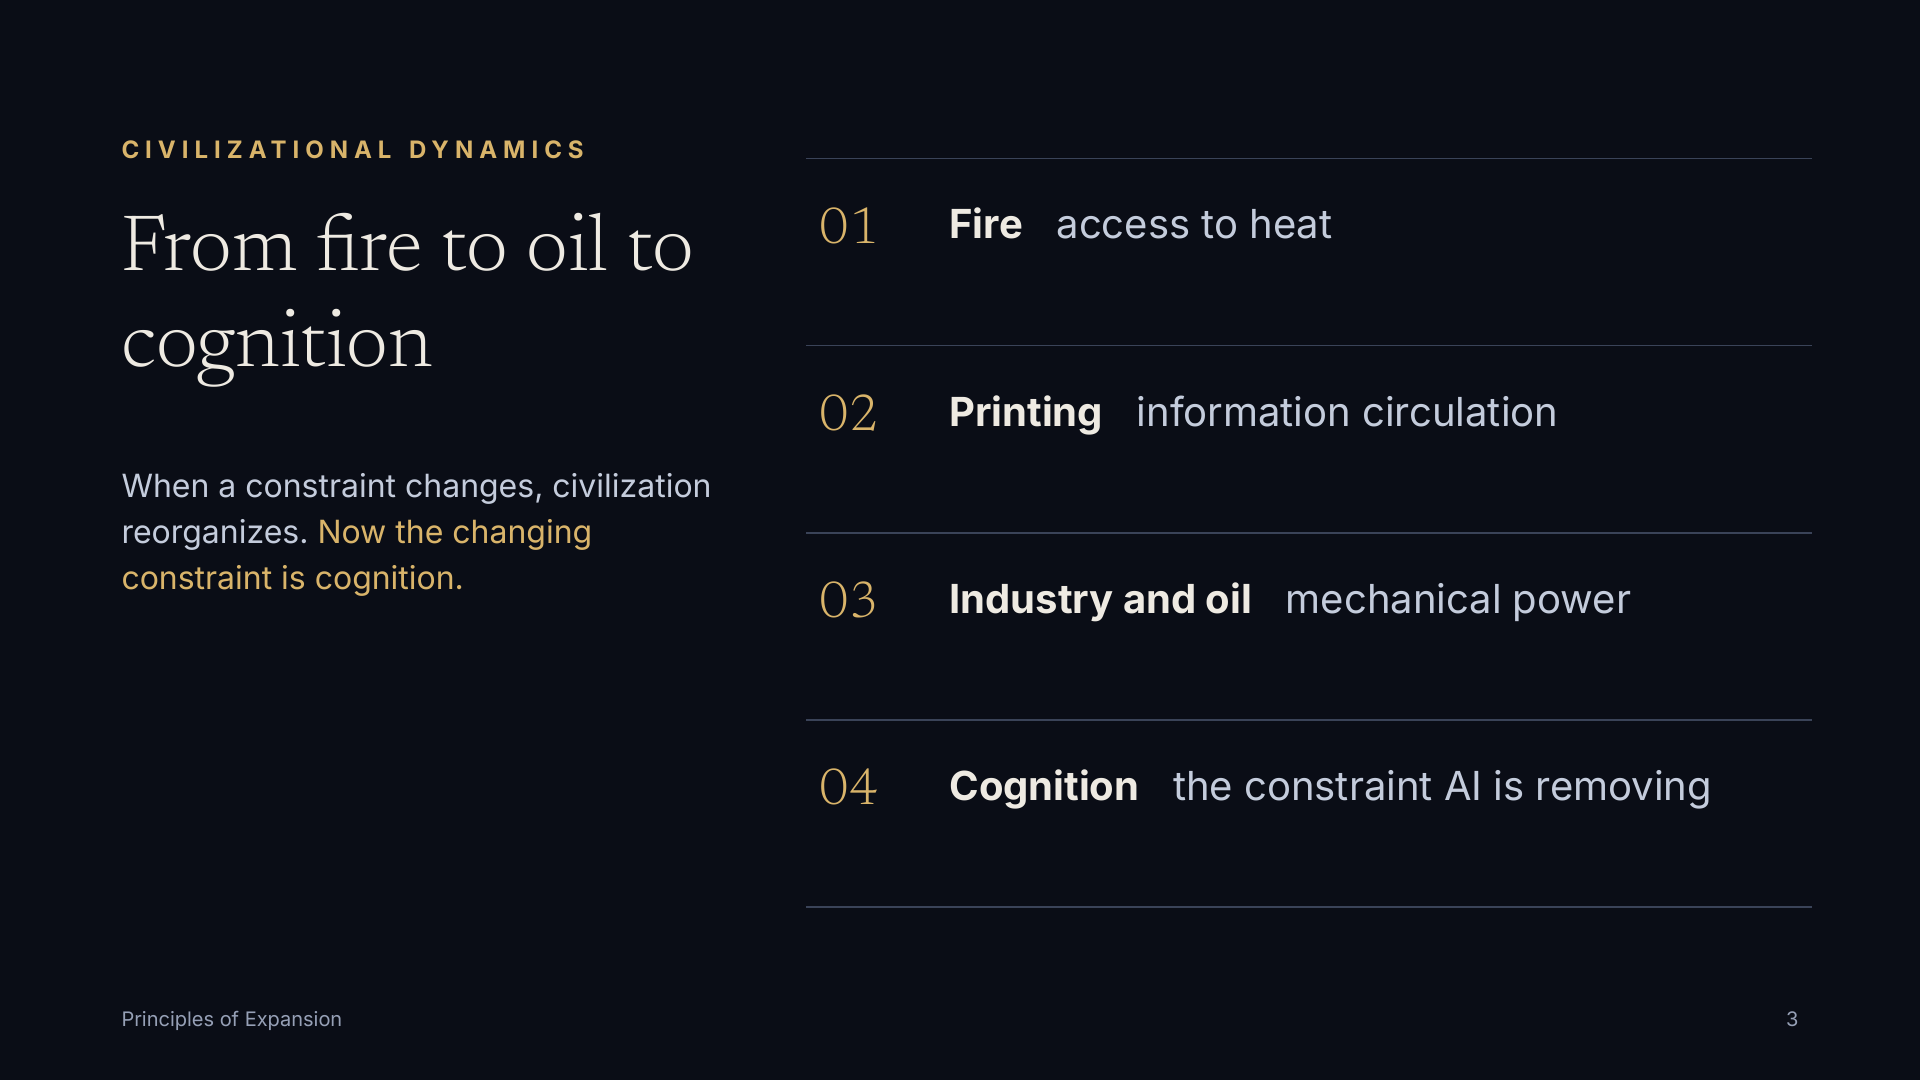 CIVILIZATIONAL DYNAMICS
From fire to oil to
cognition
When a constraint changes, civilization
reorganizes. Now the changing
constraint is cognition.
01 Fire access to heat
02 Printing information circulation
03 Industry and oil mechanical power
04 Cognition the constraint AI is removing
Principles of Expansion
3